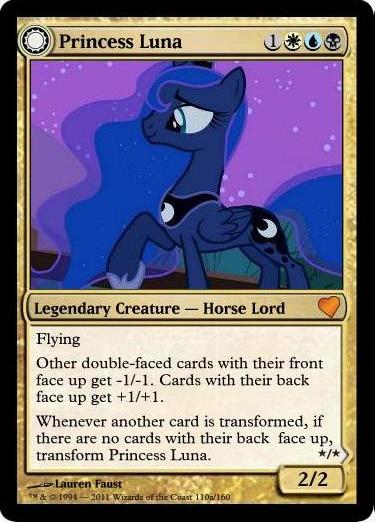 Princess Luna 1
Legendary Creature — Horse Lord
Flying
Other double-faced cards with their front
face up get -1/-1. Cards with their back
face up get +1/+1.
Whenever another card is transformed, if
there are no cards with their back face up,
transform Princess Luna.
*/*
Lauren Faust
™ & © 1994 — 2011 Wizards of the Coast 110a/160
2/2